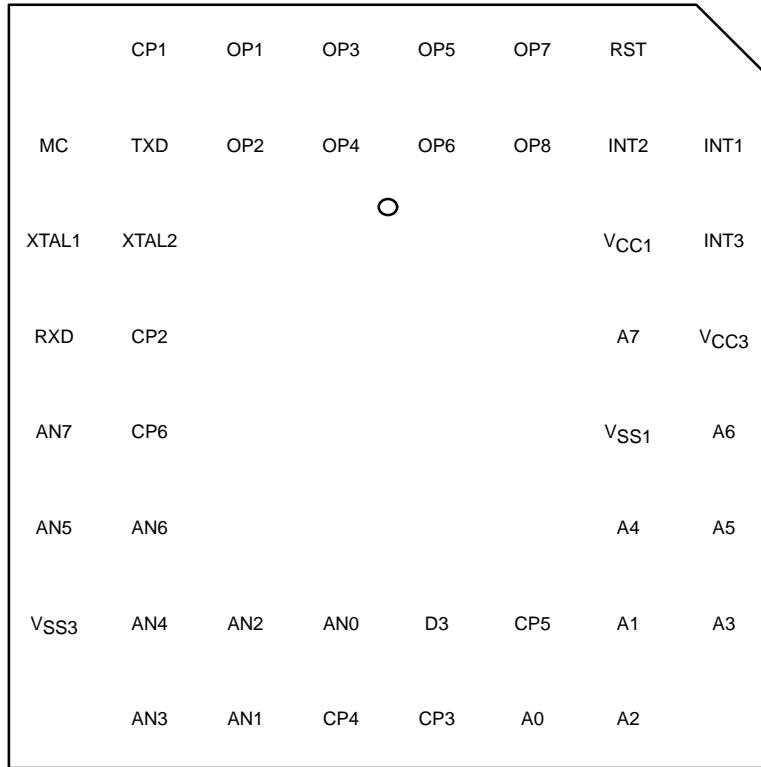 CP1 OP1 OP3 OP5 OP7 RST
MC TXD OP2 OP4 OP6 OP8 INT2 INT1
XTAL1 XTAL2 VCC1 INT3
RXD CP2 A7 VCC3
AN7 CP6 VSS1 A6
AN5 AN6 A4 A5
VSS3 AN4 AN2 AN0 D3 CP5 A1 A3
AN3 AN1 CP4 CP3 A0 A2